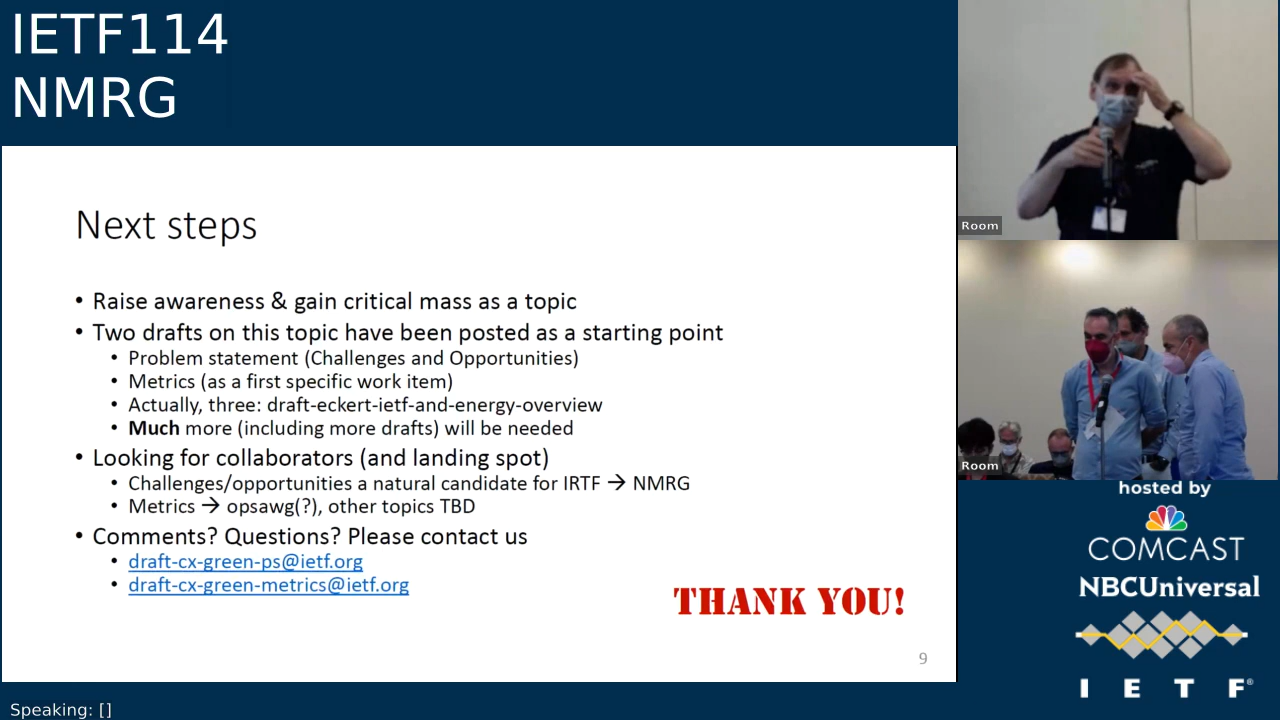 IETF114
NMRG
Next steps
• Raise awareness & gain critical mass as a topic
• Two drafts on this topic have been posted as a starting point
• Problem statement (Challenges and Opportunities)
• Metrics (as a first specific work item)
• Actually, three: draft-eckert-ietf-and-energy-overview
• Much more (including more drafts) will be needed
• Looking for collaborators (and landing spot)
• Challenges/opportunities a natural candidate for IRTF → NMRG
• Metrics → opsawg(?), other topics TBD
• Comments? Questions? Please contact us
• draft-cx-green-ps@ietf.org
• draft-cx-green-metrics@ietf.org
THANK YOU!
9
Room
Room
hosted by
COMCAST
NBCUniversal
I E T F®
Speaking: []